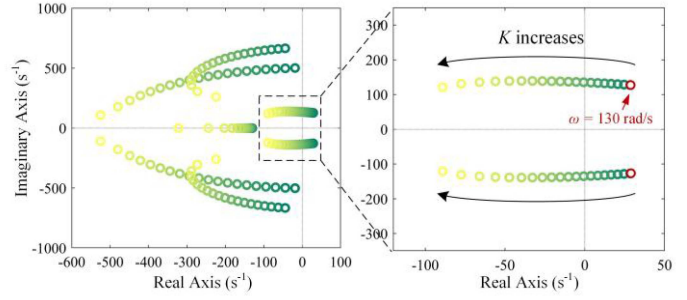 1000
500
0
-500
-1000
-600 -500 -400 -300 -200 -100 0 100
Imaginary Axis (s⁻¹)
Real Axis (s⁻¹)
300
200
100
0
-100
-200
-300
-100 -50 0 50
K increases
ω = 130 rad/s
Real Axis (s⁻¹)